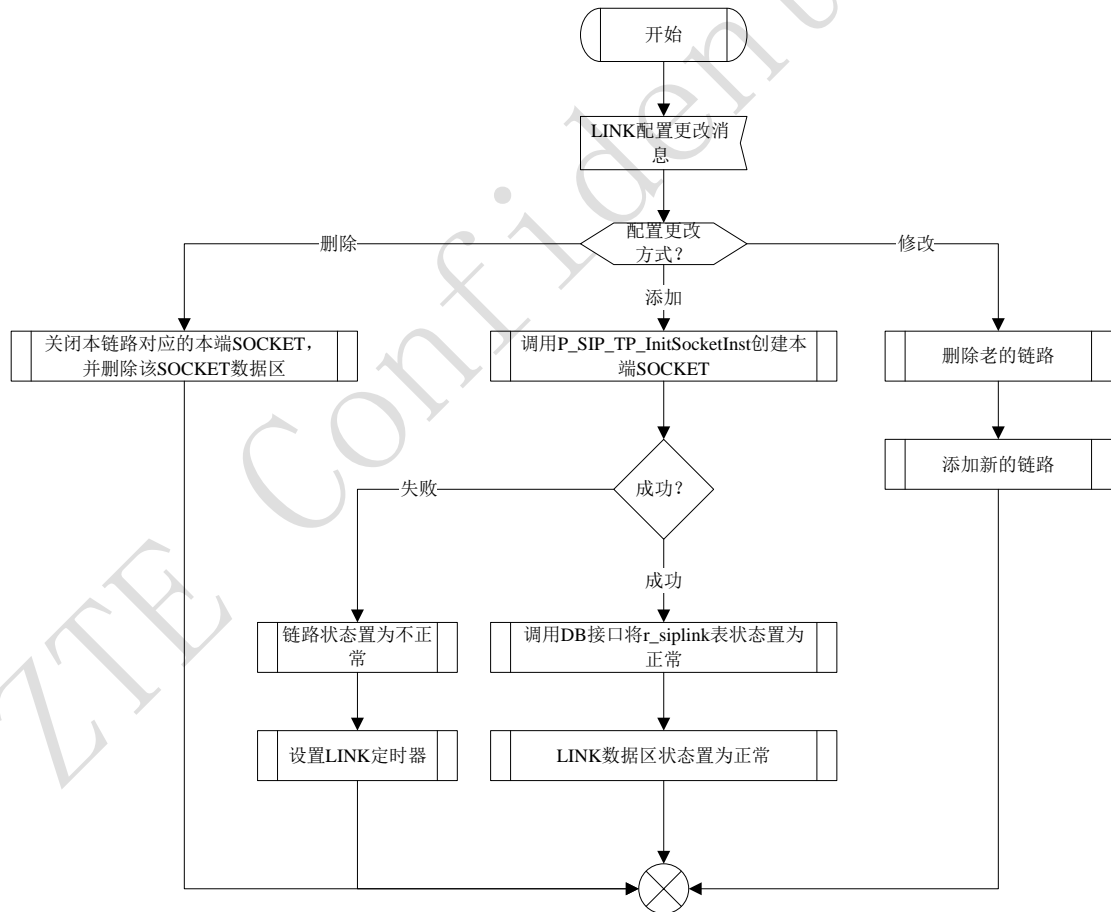 开始
LINK配置更改消
息
配置更改
方式？
删除
修改
添加
关闭本链路对应的本端SOCKET，
并删除该SOCKET数据区
调用P_SIP_TP_InitSocketInst创建本
端SOCKET
删除老的链路
添加新的链路
成功？
失败
成功
链路状态置为不正
常
调用DB接口将r_siplink表状态置为
正常
设置LINK定时器
LINK数据区状态置为正常
ZTE Confident